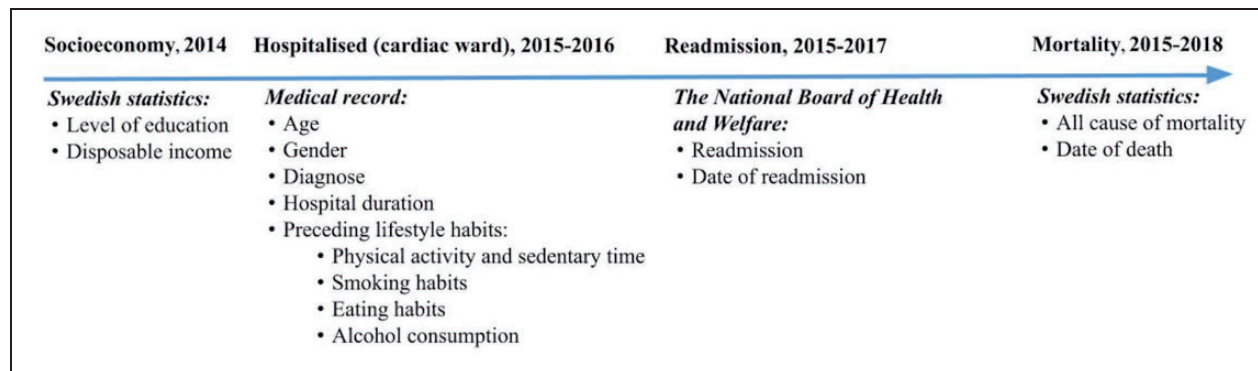 Socioeconomy, 2014
Hospitalised (cardiac ward), 2015-2016
Readmission, 2015-2017
Mortality, 2015-2018
Swedish statistics:
• Level of education
• Disposable income
Medical record:
• Age
• Gender
• Diagnose
• Hospital duration
• Preceding lifestyle habits:
• Physical activity and sedentary time
• Smoking habits
• Eating habits
• Alcohol consumption
The National Board of Health
and Welfare:
• Readmission
• Date of readmission
Swedish statistics:
• All cause of mortality
• Date of death